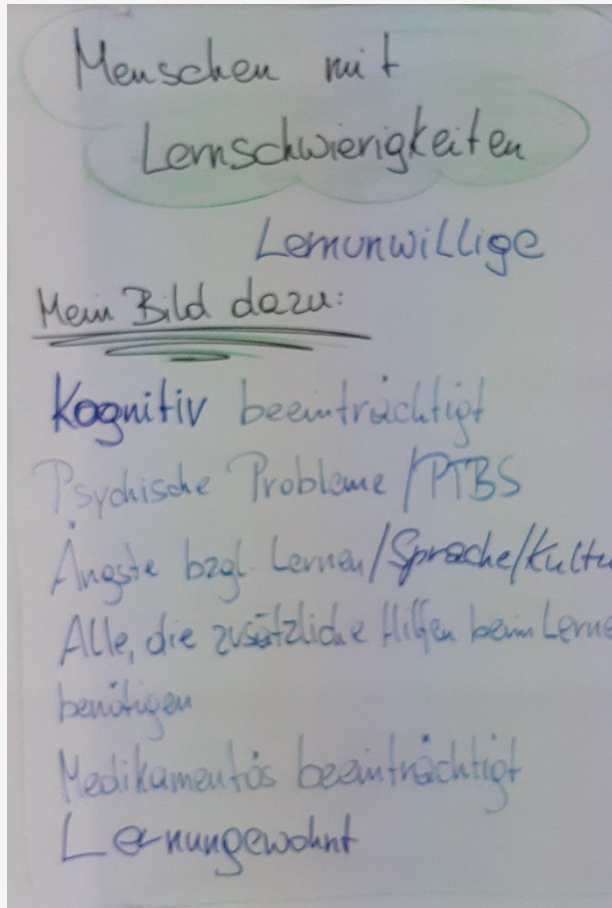 Menschen mit
Lernschwierigkeiten
Lernunwillige
Mein Bild dazu:
Kognitiv beeinträchtigt
Psychische Probleme/PTBS
Ängste bzgl. Lernen/Sprache/Kultu
Alle, die zusätzliche Hilfen beim Lerne
benötigen
Medikamentös beeinträchtigt
Lernungewohnt